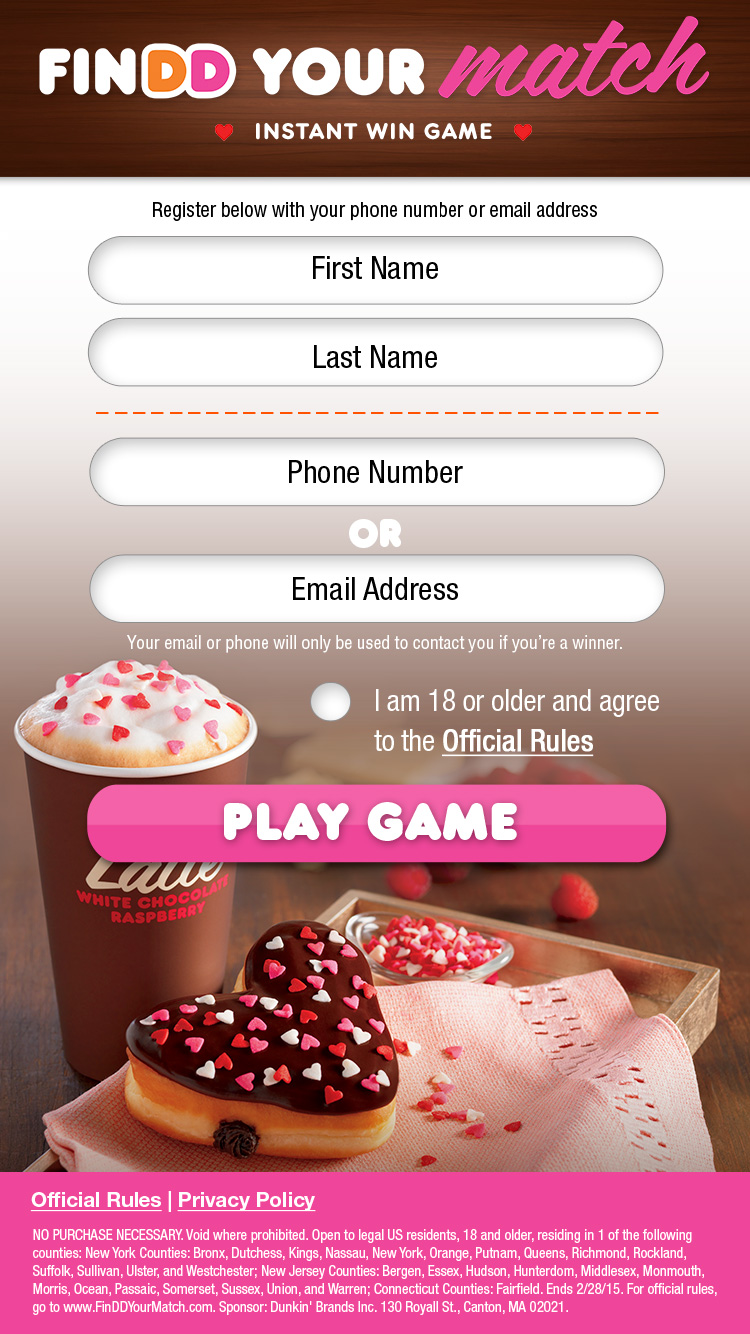 FINDD YOUR match
INSTANT WIN GAME
Register below with your phone number or email address
First Name
Last Name
Phone Number
OR
Email Address
Your email or phone will only be used to contact you if you're a winner.
I am 18 or older and agree
to the Official Rules
PLAY GAME
Latte
WHITE CHOCOLATE
RASPBERRY
Official Rules | Privacy Policy
NO PURCHASE NECESSARY. Void where prohibited. Open to legal US residents, 18 and older, residing in 1 of the following
counties: New York Counties: Bronx, Dutchess, Kings, Nassau, New York, Orange, Putnam, Queens, Richmond, Rockland,
Suffolk, Sullivan, Ulster, and Westchester; New Jersey Counties: Bergen, Essex, Hudson, Hunterdom, Middlesex, Monmouth,
Morris, Ocean, Passaic, Somerset, Sussex, Union, and Warren; Connecticut Counties: Fairfield. Ends 2/28/15. For official rules,
go to www.FinDDYourMatch.com. Sponsor: Dunkin' Brands Inc. 130 Royall St., Canton, MA 02021.